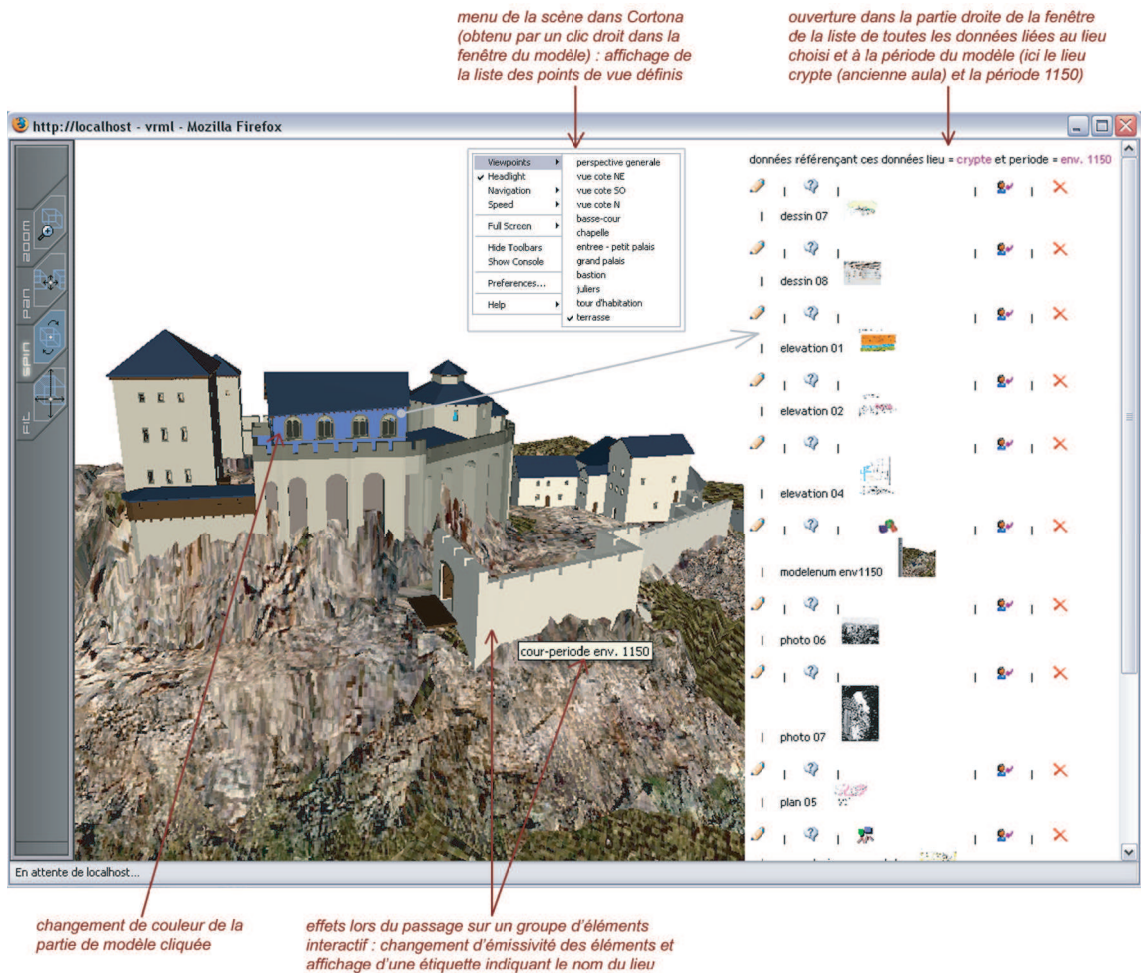 menu de la scène dans Cortona
(obtenu par un clic droit dans la
fenêtre du modèle) : affichage de
la liste des points de vue définis
ouverture dans la partie droite de la fenêtre
de la liste de toutes les données liées au lieu
choisi et à la période du modèle (ici le lieu
crypte (ancienne aula) et la période 1150)
http://localhost - vrml - Mozilla Firefox
ZOOM
PAN
SPIN
FIT
Viewpoints
Headlight
Navigation
Speed
Full Screen
Hide Toolbars
Show Console
Preferences...
Help
perspective generale
vue cote NE
vue cote SO
vue cote N
basse-cour
chapelle
entree - petit palais
grand palais
bastion
juliers
tour d'habitation
terrasse
données référençant ces données lieu = crypte et periode = env. 1150
| | | |
| dessin 07
| | | |
| dessin 08
| | | |
| elevation 01
| | | |
| elevation 02
| | | |
| elevation 04
| | | |
| modelenum env1150
| | | |
| photo 06
| | | |
| photo 07
| | | |
| plan 05
| | | |
cour-periode env. 1150
En attente de localhost...
changement de couleur de la
partie de modèle cliquée
effets lors du passage sur un groupe d'éléments
interactif : changement d'émissivité des éléments et
affichage d'une étiquette indiquant le nom du lieu